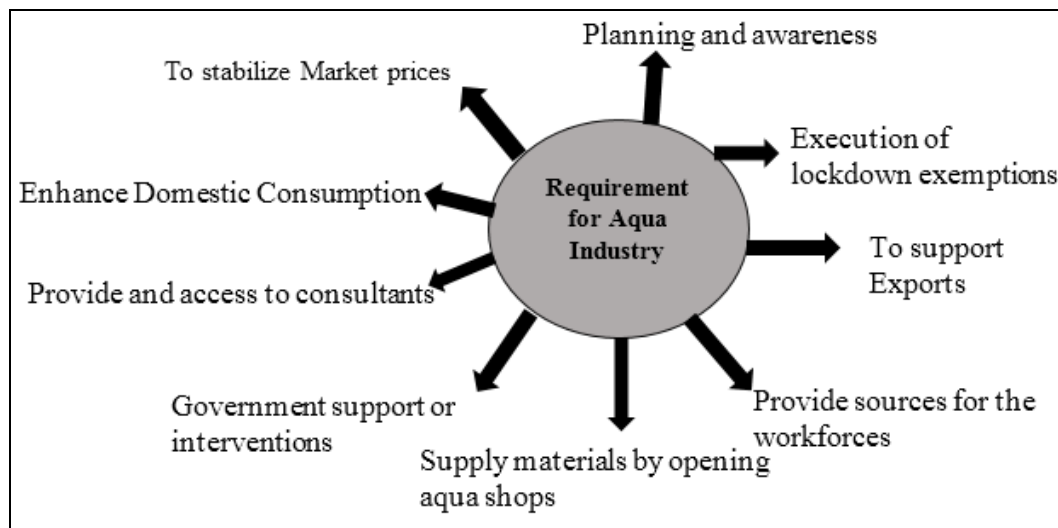 Planning and awareness
To stabilize Market prices
Execution of
lockdown exemptions
Requirement
for Aqua
Industry
Enhance Domestic Consumption
To support
Exports
Provide and access to consultants
Government support or
interventions
Provide sources for the
workforces
Supply materials by opening
aqua shops